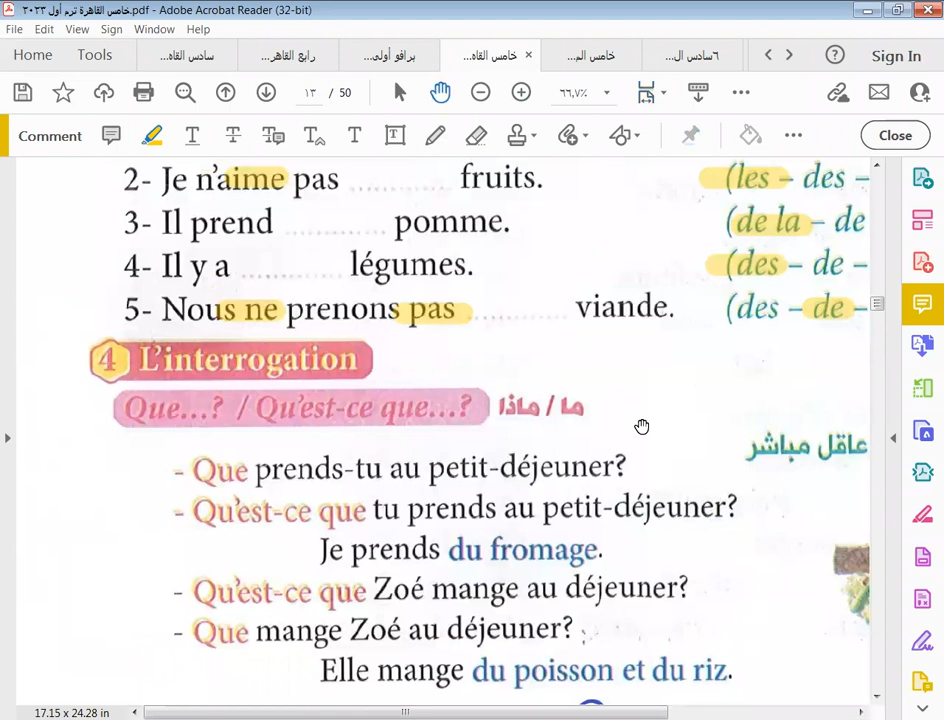 خامس القاهرة ترم أول ٢٠٢٣.pdf - Adobe Acrobat Reader (32-bit)
File Edit View Sign Window Help
Home Tools سادس القاه... رابع القاهر... برافو أولى... خامس القاه... × خامس الم... ٦سادس ال... Sign In
١٣ / 50 ٦٦,٧%
Comment Close
2- Je n'aime pas ............ fruits. (les – des –
3- Il prend ............ pomme. (de la – de
4- Il y a ............ légumes. (des – de –
5- Nous ne prenons pas ............ viande. (des – de –
4 L'interrogation
Que...? / Qu'est-ce que...? ما / ماذا
عاقل مباشر
- Que prends-tu au petit-déjeuner?
- Qu'est-ce que tu prends au petit-déjeuner?
Je prends du fromage.
- Qu'est-ce que Zoé mange au déjeuner?
- Que mange Zoé au déjeuner?
Elle mange du poisson et du riz.
17.15 x 24.28 in